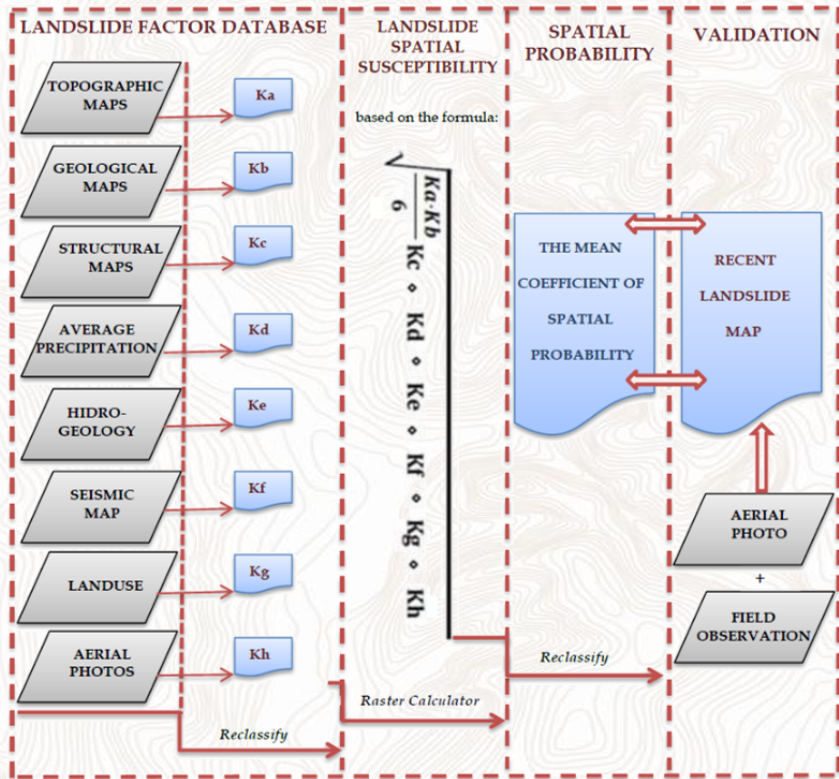 LANDSLIDE FACTOR DATABASE
TOPOGRAPHIC
MAPS
Ka
GEOLOGICAL
MAPS
Kb
STRUCTURAL
MAPS
Kc
AVERAGE
PRECIPITATION
Kd
HIDRO-
GEOLOGY
Ke
SEISMIC
MAP
Kf
LANDUSE
Kg
AERIAL
PHOTOS
Kh
Reclassify
LANDSLIDE
SPATIAL
SUSCEPTIBILITY
based on the formula:
√ Ka·Kb
6
Kc ⋄ Kd ⋄ Ke ⋄ Kf ⋄ Kg ⋄ Kh
Raster Calculator
SPATIAL
PROBABILITY
THE MEAN
COEFFICIENT OF
SPATIAL
PROBABILITY
Reclassify
VALIDATION
RECENT
LANDSLIDE
MAP
AERIAL
PHOTO
+
FIELD
OBSERVATION